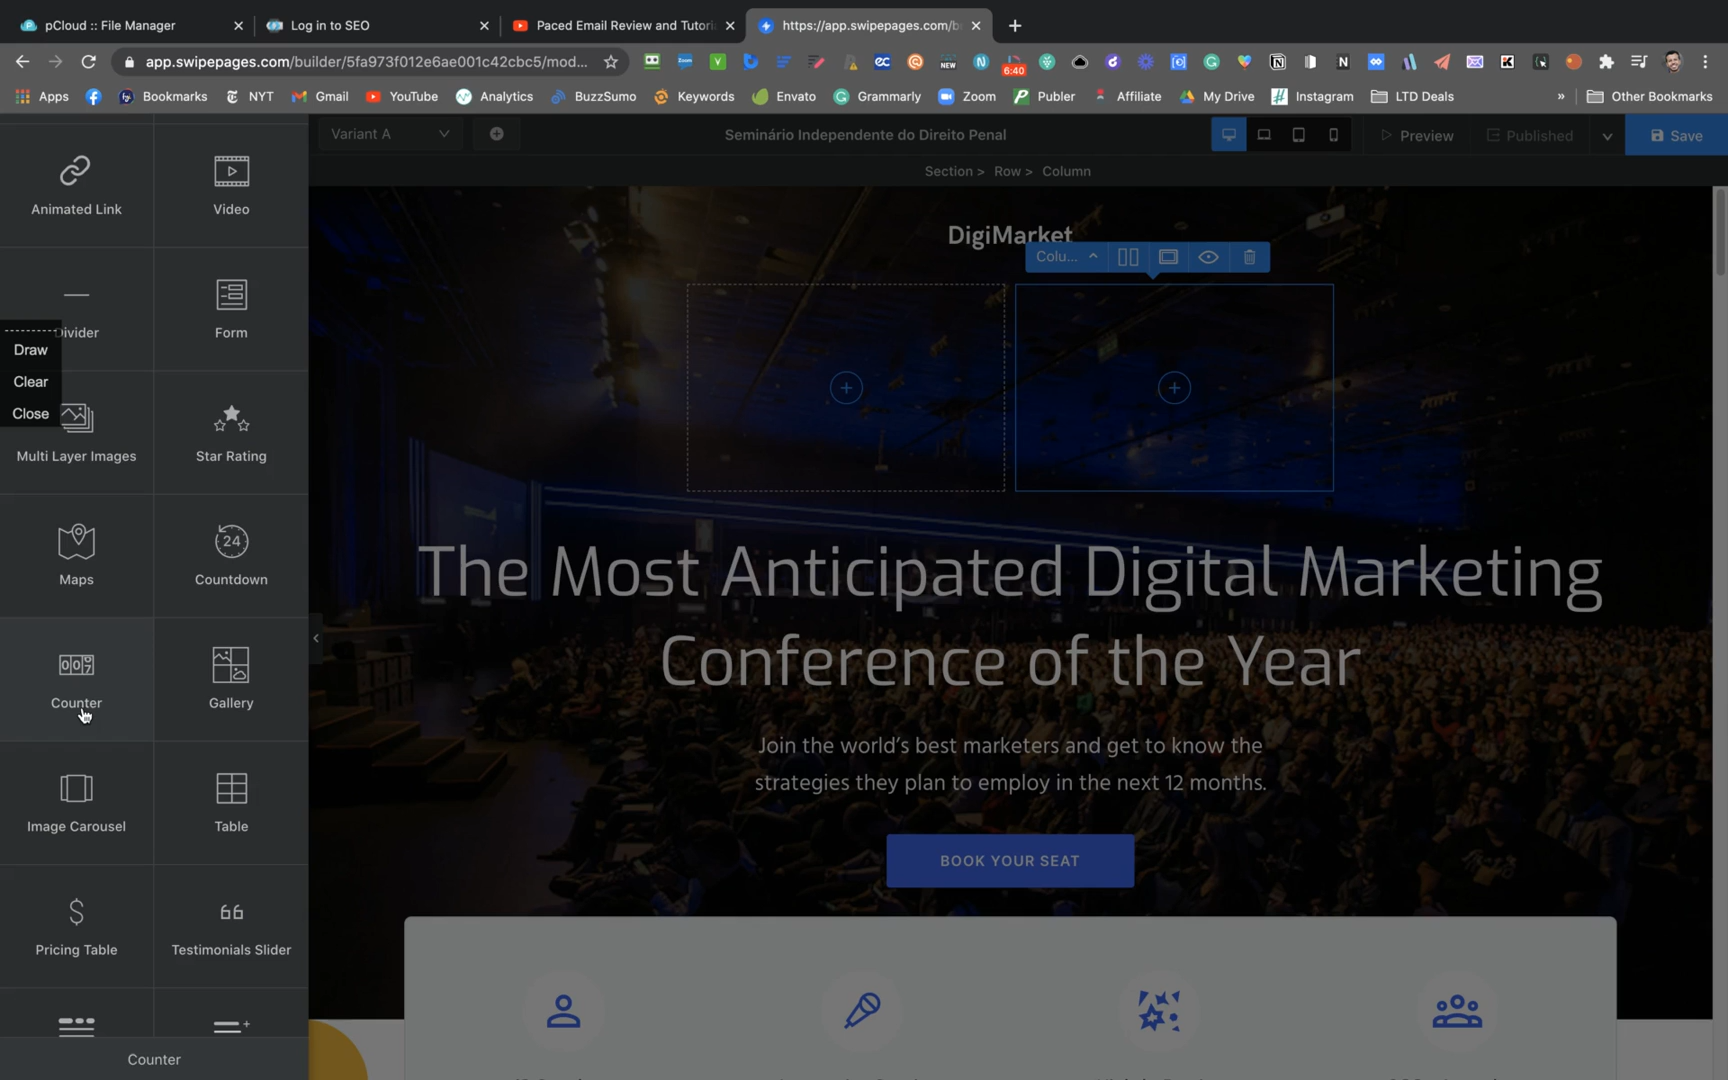 pCloud :: File Manager
Log in to SEO
Paced Email Review and Tutori
https://app.swipepages.com/b
app.swipepages.com/builder/5fa973f012e6ae001c42cbc5/mod...
NEW
6:40
Apps
Bookmarks
NYT
Gmail
YouTube
Analytics
BuzzSumo
Keywords
Envato
Grammarly
Zoom
Publer
Affiliate
My Drive
Instagram
LTD Deals
»
Other Bookmarks
Variant A
Seminário Independente do Direito Penal
Preview
Published
Save
Section > Row > Column
Animated Link
Video
Divider
Form
Draw
Clear
Close
Multi Layer Images
Star Rating
Maps
24
Countdown
Counter
Gallery
Image Carousel
Table
Pricing Table
Testimonials Slider
Counter
DigiMarket
Colu...
The Most Anticipated Digital Marketing
Conference of the Year
Join the world's best marketers and get to know the
strategies they plan to employ in the next 12 months.
BOOK YOUR SEAT